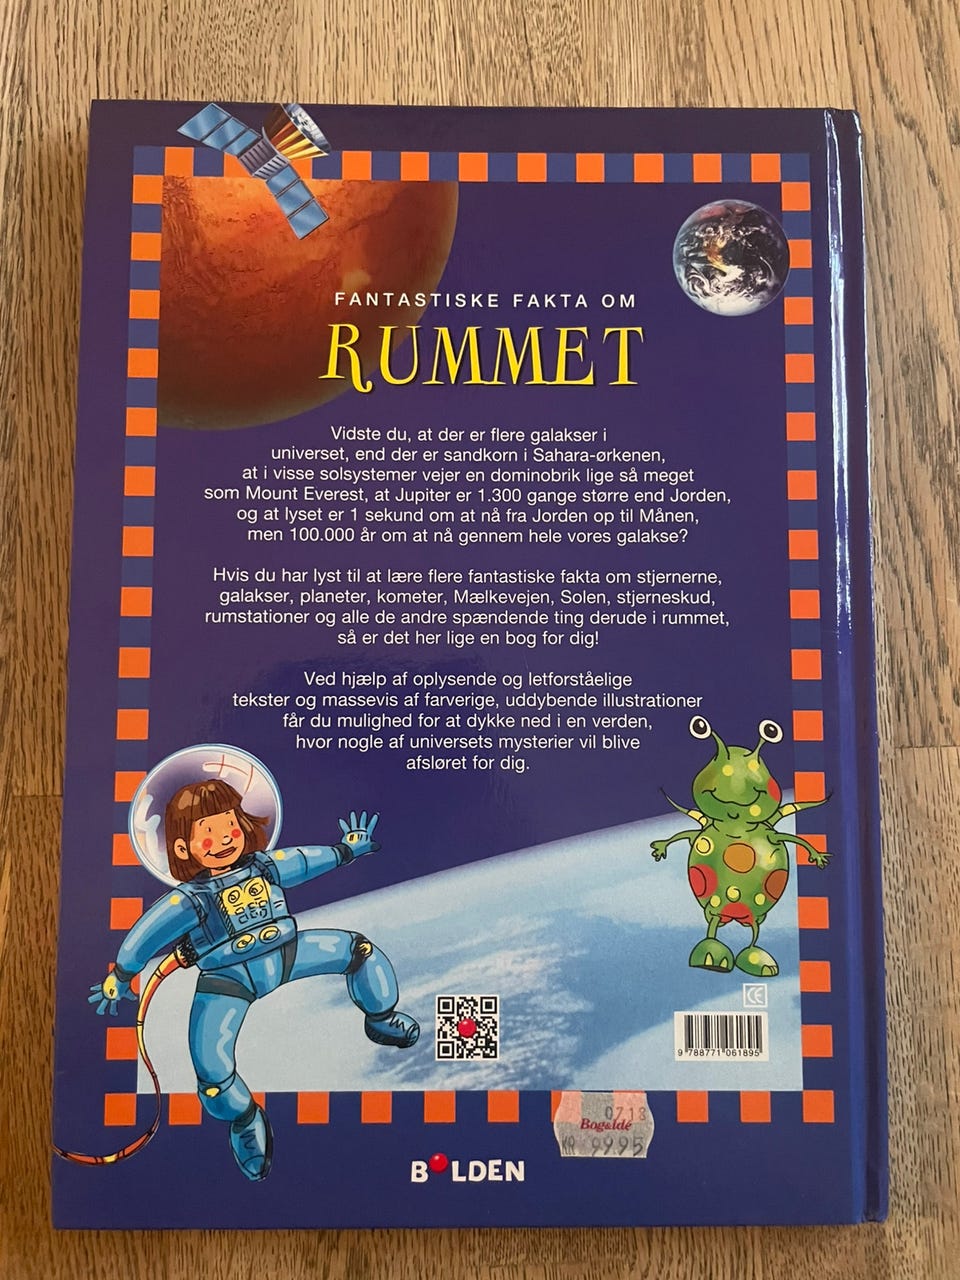 FANTASTISKE FAKTA OM
RUMMET
Vidste du, at der er flere galakser i
universet, end der er sandkorn i Sahara-ørkenen,
at i visse solsystemer vejer en dominobrik lige så meget
som Mount Everest, at Jupiter er 1.300 gange større end Jorden,
og at lyset er 1 sekund om at nå fra Jorden op til Månen,
men 100.000 år om at nå gennem hele vores galakse?
Hvis du har lyst til at lære flere fantastiske fakta om stjernerne,
galakser, planeter, kometer, Mælkevejen, Solen, stjerneskud,
rumstationer og alle de andre spændende ting derude i rummet,
så er det her lige en bog for dig!
Ved hjælp af oplysende og letforståelige
tekster og massevis af farverige, uddybende illustrationer
får du mulighed for at dykke ned i en verden,
hvor nogle af universets mysterier vil blive
afsløret for dig.
CE
9 788771 061895
0713
Bog&idé
99.95
BOLDEN